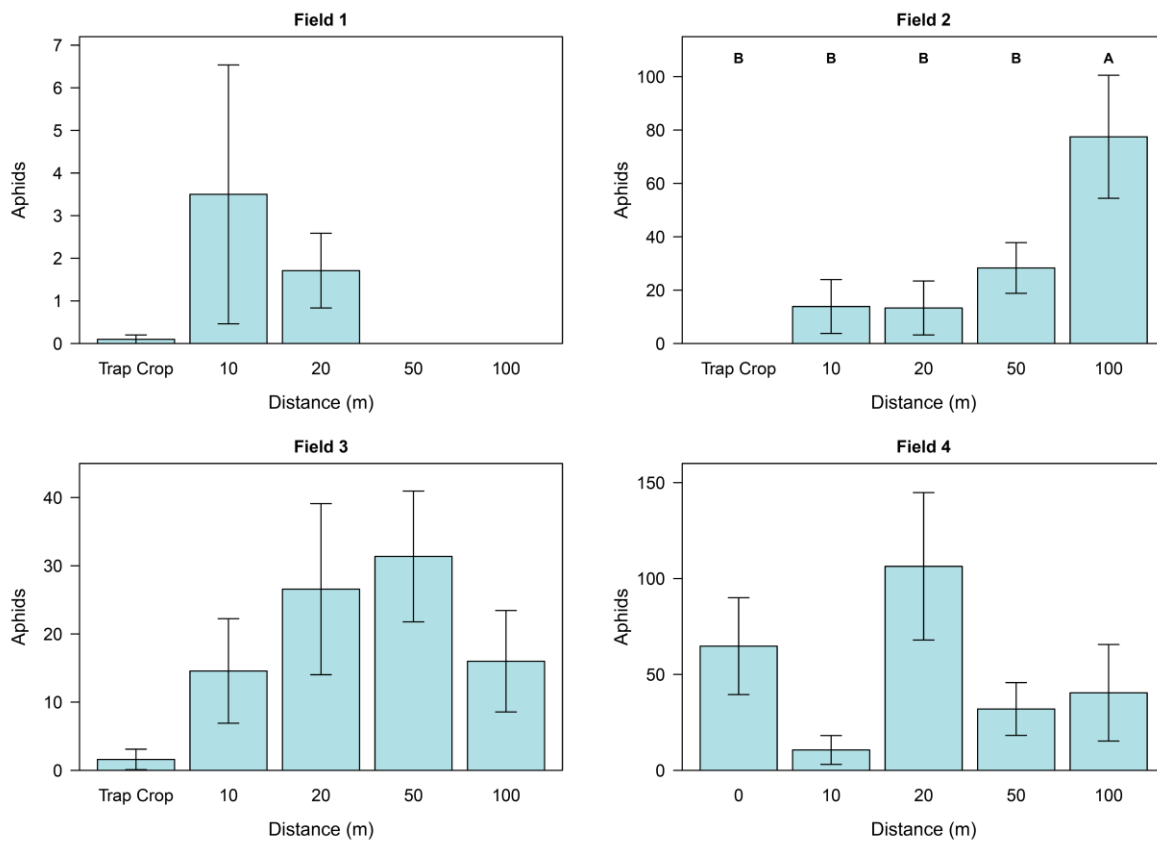 Field 1
7
6
5
4
3
2
1
0
Aphids
Trap Crop 10 20 50 100
Distance (m)
Field 2
B B B B A
100
80
60
40
20
0
Aphids
Trap Crop 10 20 50 100
Distance (m)
Field 3
40
30
20
10
0
Aphids
Trap Crop 10 20 50 100
Distance (m)
Field 4
150
100
50
0
Aphids
0 10 20 50 100
Distance (m)